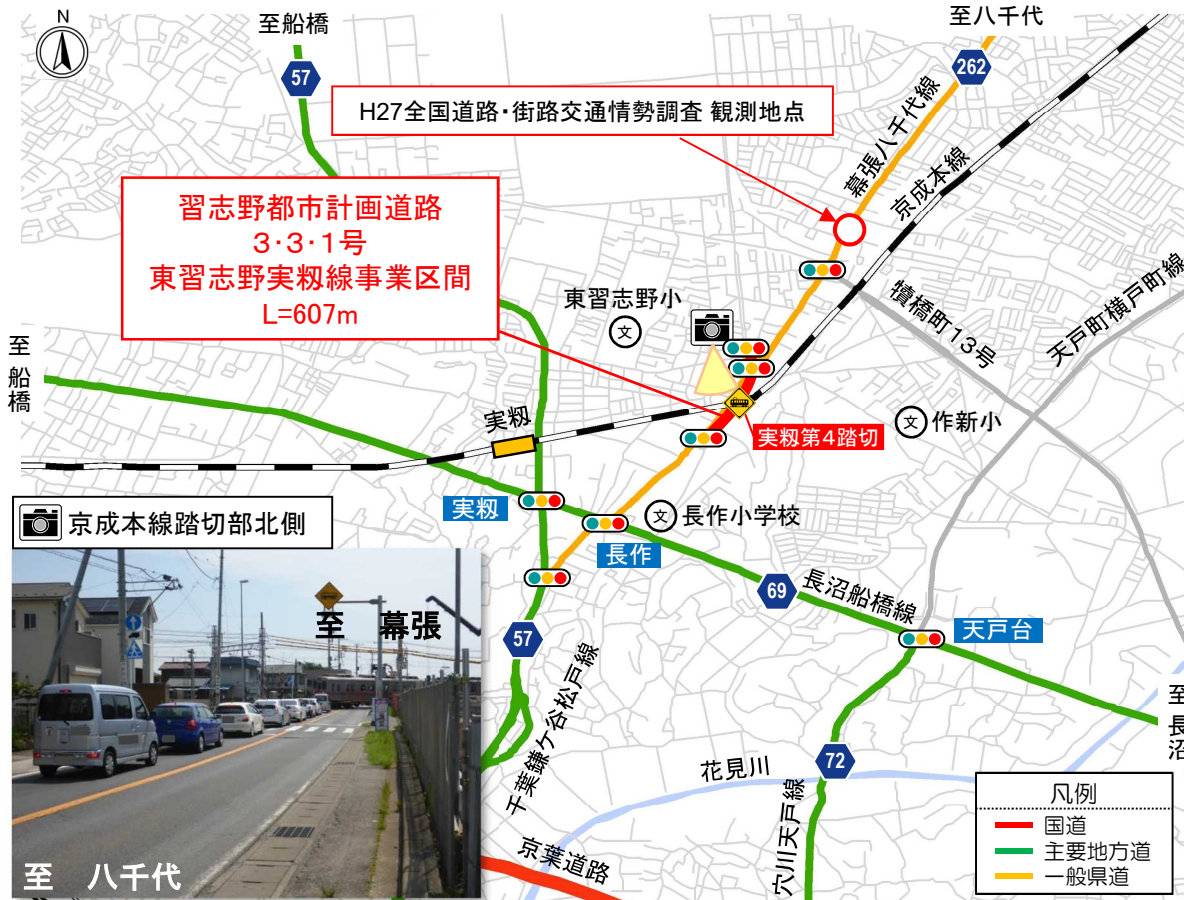 N
至船橋
57
至八千代
262
H27全国道路・街路交通情勢調査 観測地点
幕張八千代線
京成本線
習志野都市計画道路
3・3・1号
東習志野実籾線事業区間
L=607m
東習志野小
文
犢橋町13号
天戸町横戸町線
至船橋
実籾
文
作新小
実籾第4踏切
実籾
文
長作小学校
長作
京成本線踏切部北側
69
長沼船橋線
天戸台
至 幕張
57
千葉鎌ケ谷松戸線
至長沼
花見川
72
穴川天戸線
京葉道路
凡例
国道
主要地方道
一般県道
至 八千代